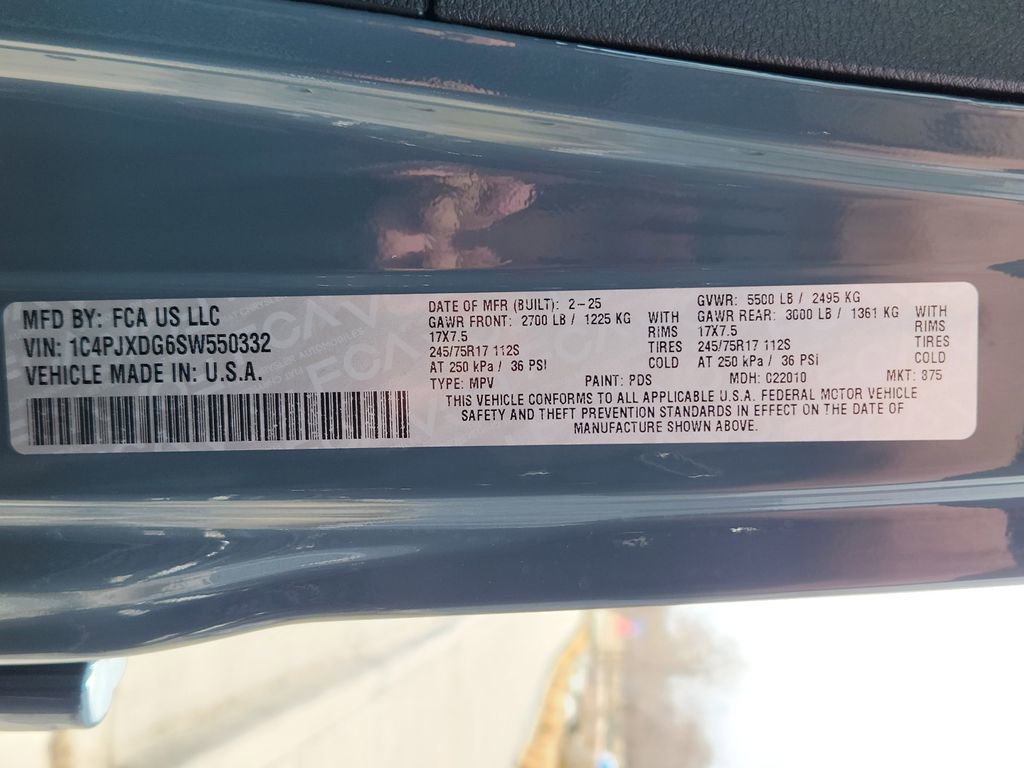 MFD BY: FCA US LLC
VIN: 1C4PJXDG6SW550332
VEHICLE MADE IN: U.S.A.
DATE OF MFR (BUILT): 2-25
GAWR FRONT: 2700 LB / 1225 KG WITH
17X7.5 RIMS
245/75R17 112S TIRES
AT 250 kPa / 36 PSI COLD
GVWR: 5500 LB / 2495 KG
GAWR REAR: 3000 LB / 1361 KG WITH
17X7.5 RIMS
245/75R17 112S TIRES
AT 250 kPa / 36 PSI COLD
TYPE: MPV PAINT: PDS MDH: 022010 MKT: 875
THIS VEHICLE CONFORMS TO ALL APPLICABLE U.S.A. FEDERAL MOTOR VEHICLE
SAFETY AND THEFT PREVENTION STANDARDS IN EFFECT ON THE DATE OF
MANUFACTURE SHOWN ABOVE.